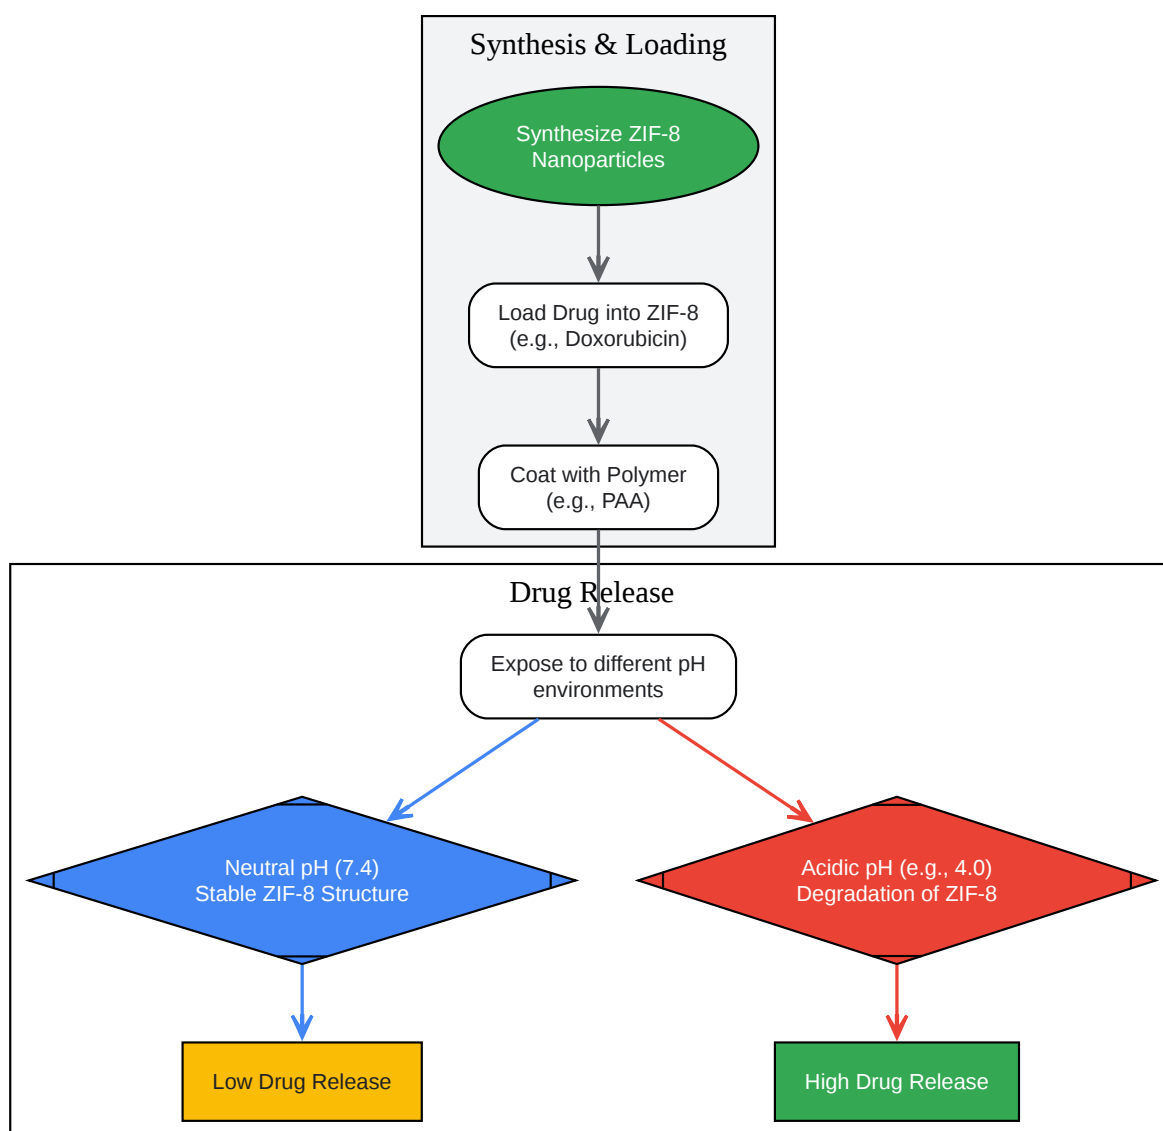 Synthesis & Loading
Synthesize ZIF-8
Nanoparticles
Load Drug into ZIF-8
(e.g., Doxorubicin)
Coat with Polymer
(e.g., PAA)
Drug Release
Expose to different pH
environments
Neutral pH (7.4)
Stable ZIF-8 Structure
Acidic pH (e.g., 4.0)
Degradation of ZIF-8
Low Drug Release
High Drug Release